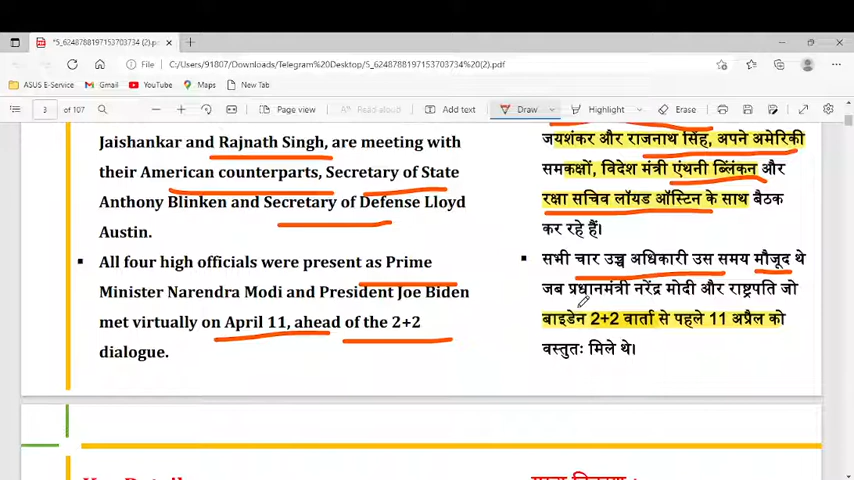 *5_6248788197153703734 (2).pdf
File
C:/Users/91807/Downloads/Telegram%20Desktop/5_6248788197153703734%20(2).pdf
ASUS E-Service
Gmail
YouTube
Maps
New Tab
3 of 107
Page view
Read aloud
Add text
Draw
Highlight
Erase
Jaishankar and Rajnath Singh, are meeting with
their American counterparts, Secretary of State
Anthony Blinken and Secretary of Defense Lloyd
Austin.
▪ All four high officials were present as Prime
Minister Narendra Modi and President Joe Biden
met virtually on April 11, ahead of the 2+2
dialogue.
जयशंकर और राजनाथ सिंह, अपने अमेरिकी
समकक्षों, विदेश मंत्री एंथनी ब्लिंकन और
रक्षा सचिव लॉयड ऑस्टिन के साथ बैठक
कर रहे हैं।
▪ सभी चार उच्च अधिकारी उस समय मौजूद थे
जब प्रधानमंत्री नरेंद्र मोदी और राष्ट्रपति जो
बाइडेन 2+2 वार्ता से पहले 11 अप्रैल को
वस्तुतः मिले थे।